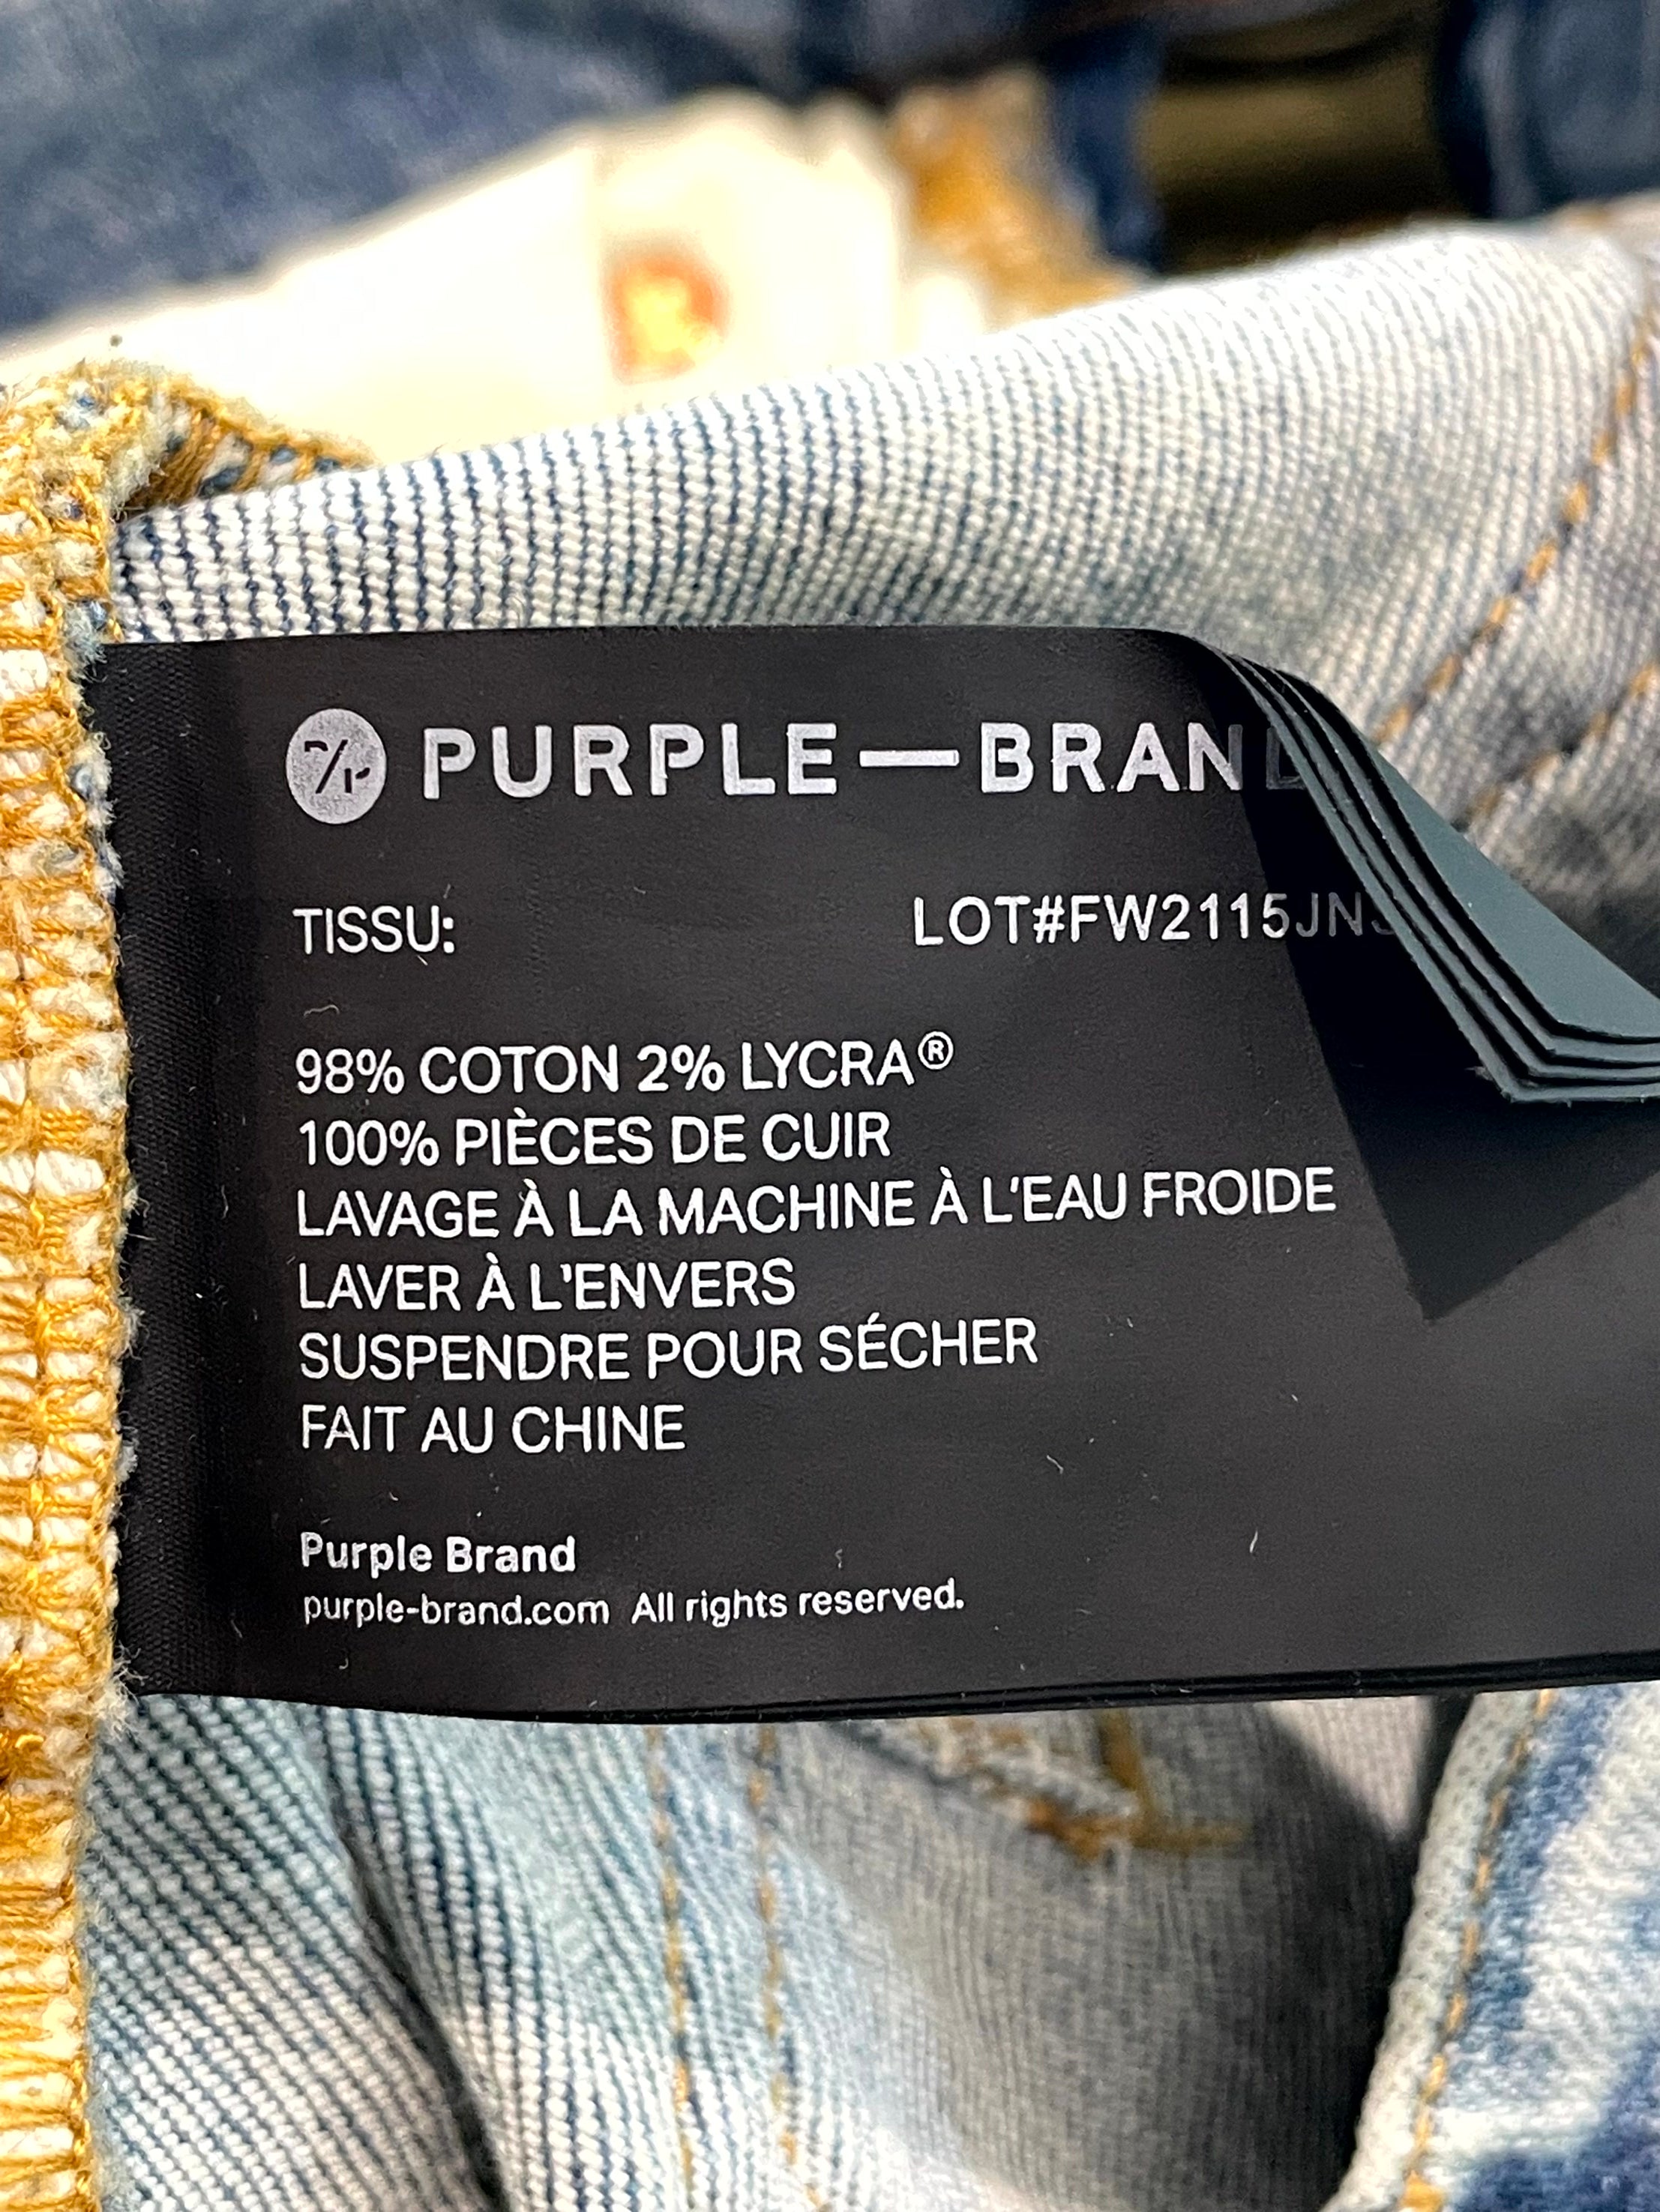 PURPLE—BRAND
TISSU:
LOT#FW2115JN
98% COTON 2% LYCRA®
100% PIÈCES DE CUIR
LAVAGE À LA MACHINE À L'EAU FROIDE
LAVER À L'ENVERS
SUSPENDRE POUR SÉCHER
FAIT AU CHINE
Purple Brand
purple-brand.com All rights reserved.